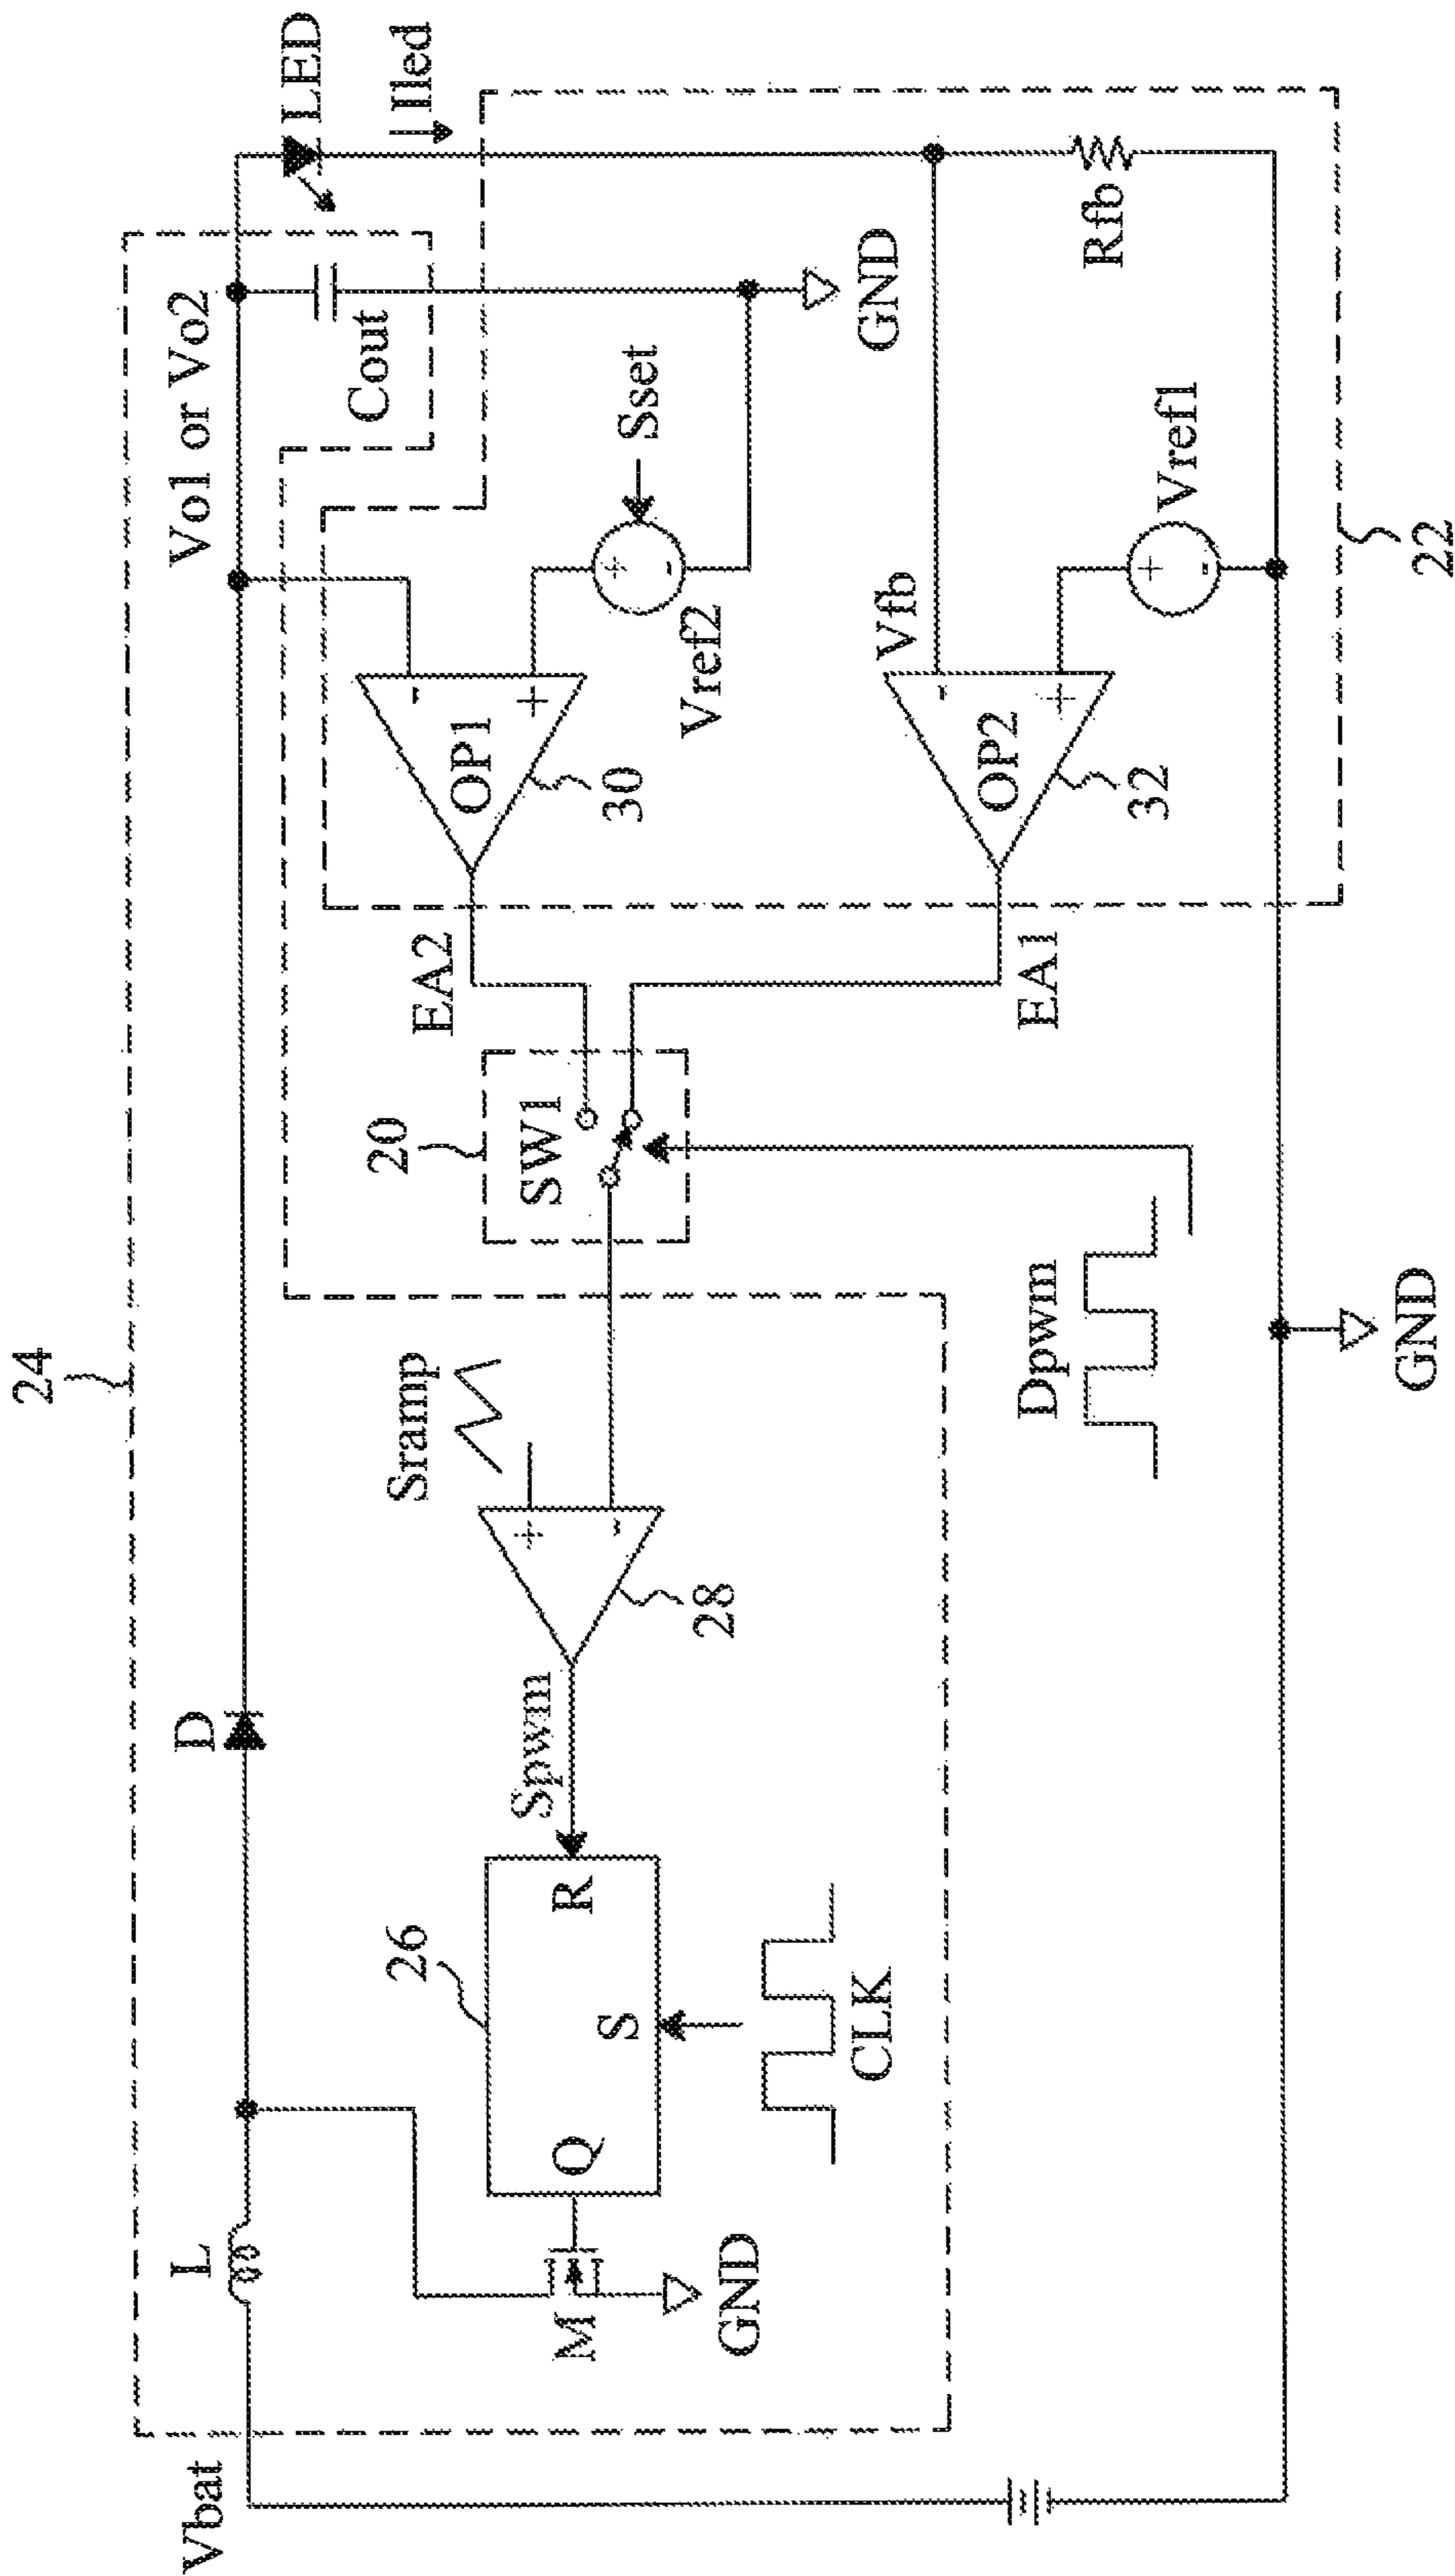 24
Vbat
L
D
Vo1 or Vo2
LED
Iled
Cout
M
GND
Q
26
S
R
CLK
Spwm
Sramp
+
-
28
20
SW1
Dpwm
EA2
EA1
OP1
-
+
30
Vref2
+
-
Sset
GND
OP2
-
+
32
Vfb
Vref1
+
-
Rfb
GND
22